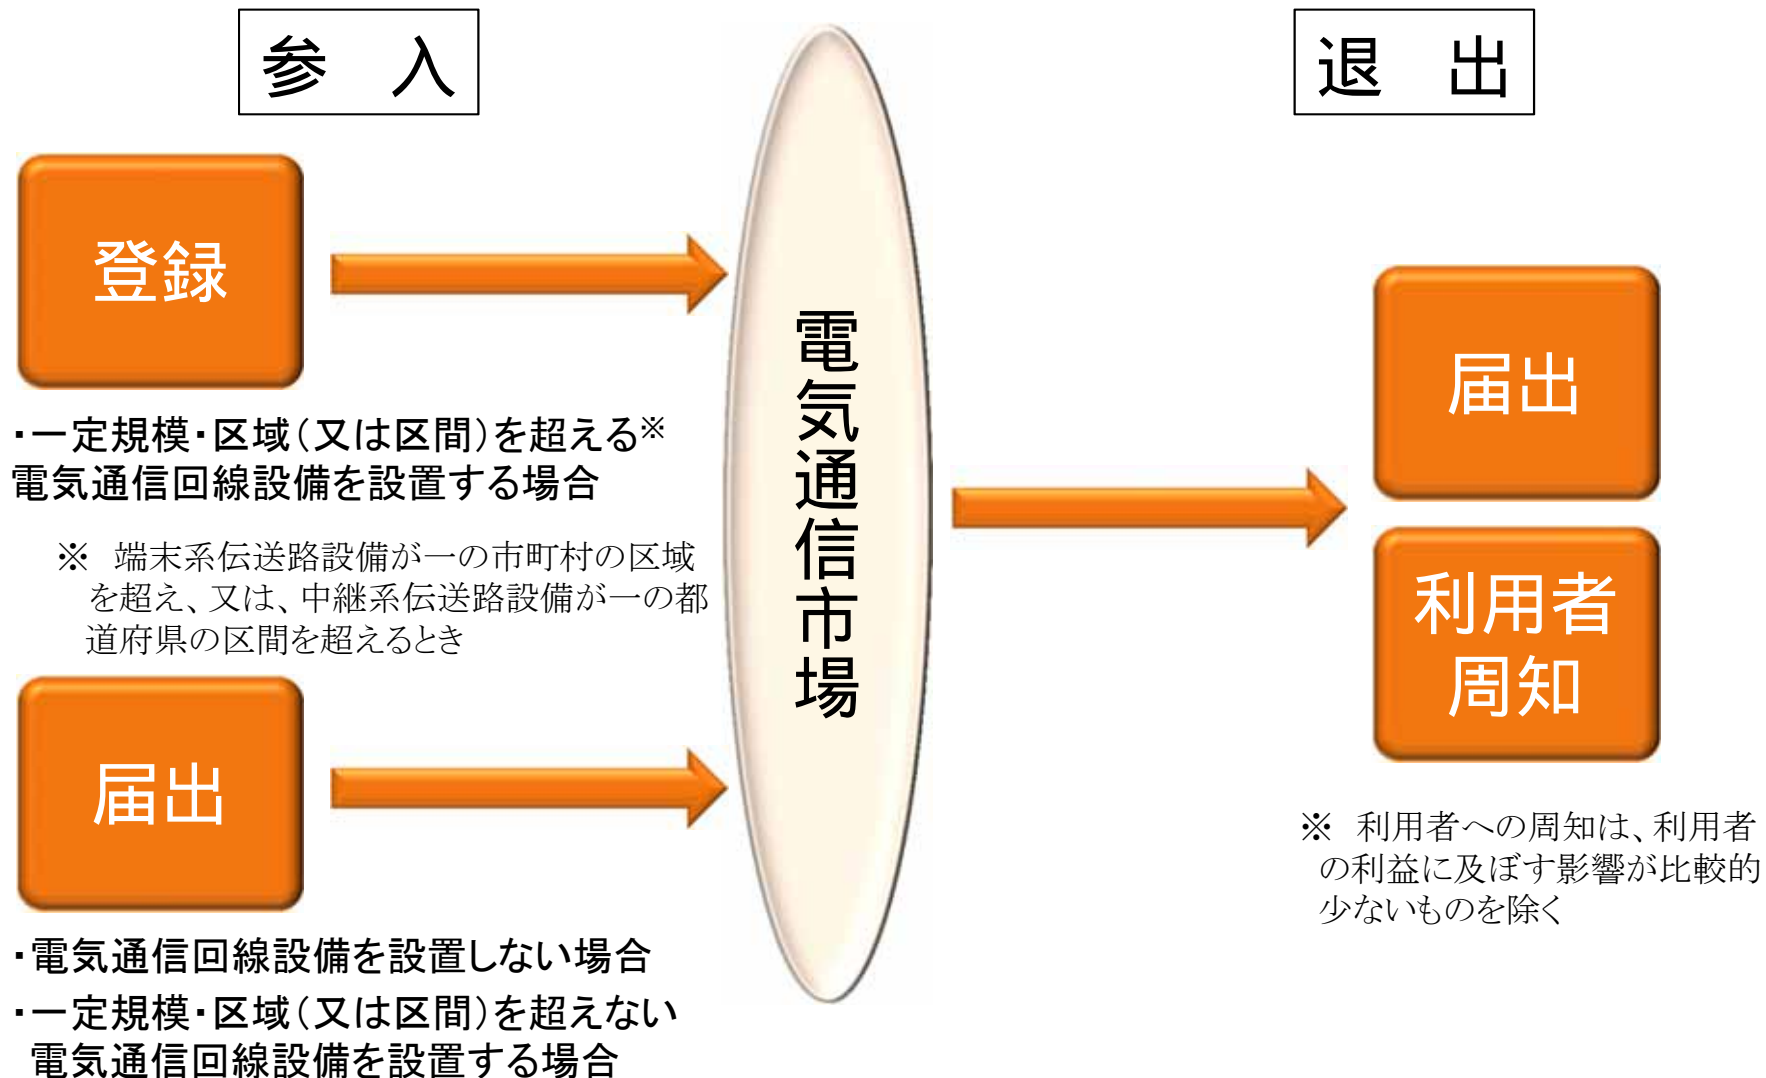 参　入
登録
・一定規模・区域（又は区間）を超える※
電気通信回線設備を設置する場合
※　端末系伝送路設備が一の市町村の区域
を超え、又は、中継系伝送路設備が一の都
道府県の区間を超えるとき
届出
・電気通信回線設備を設置しない場合
・一定規模・区域（又は区間）を超えない
電気通信回線設備を設置する場合
電気通信市場
退　出
届出
利用者
周知
※　利用者への周知は、利用者
の利益に及ぼす影響が比較的
少ないものを除く